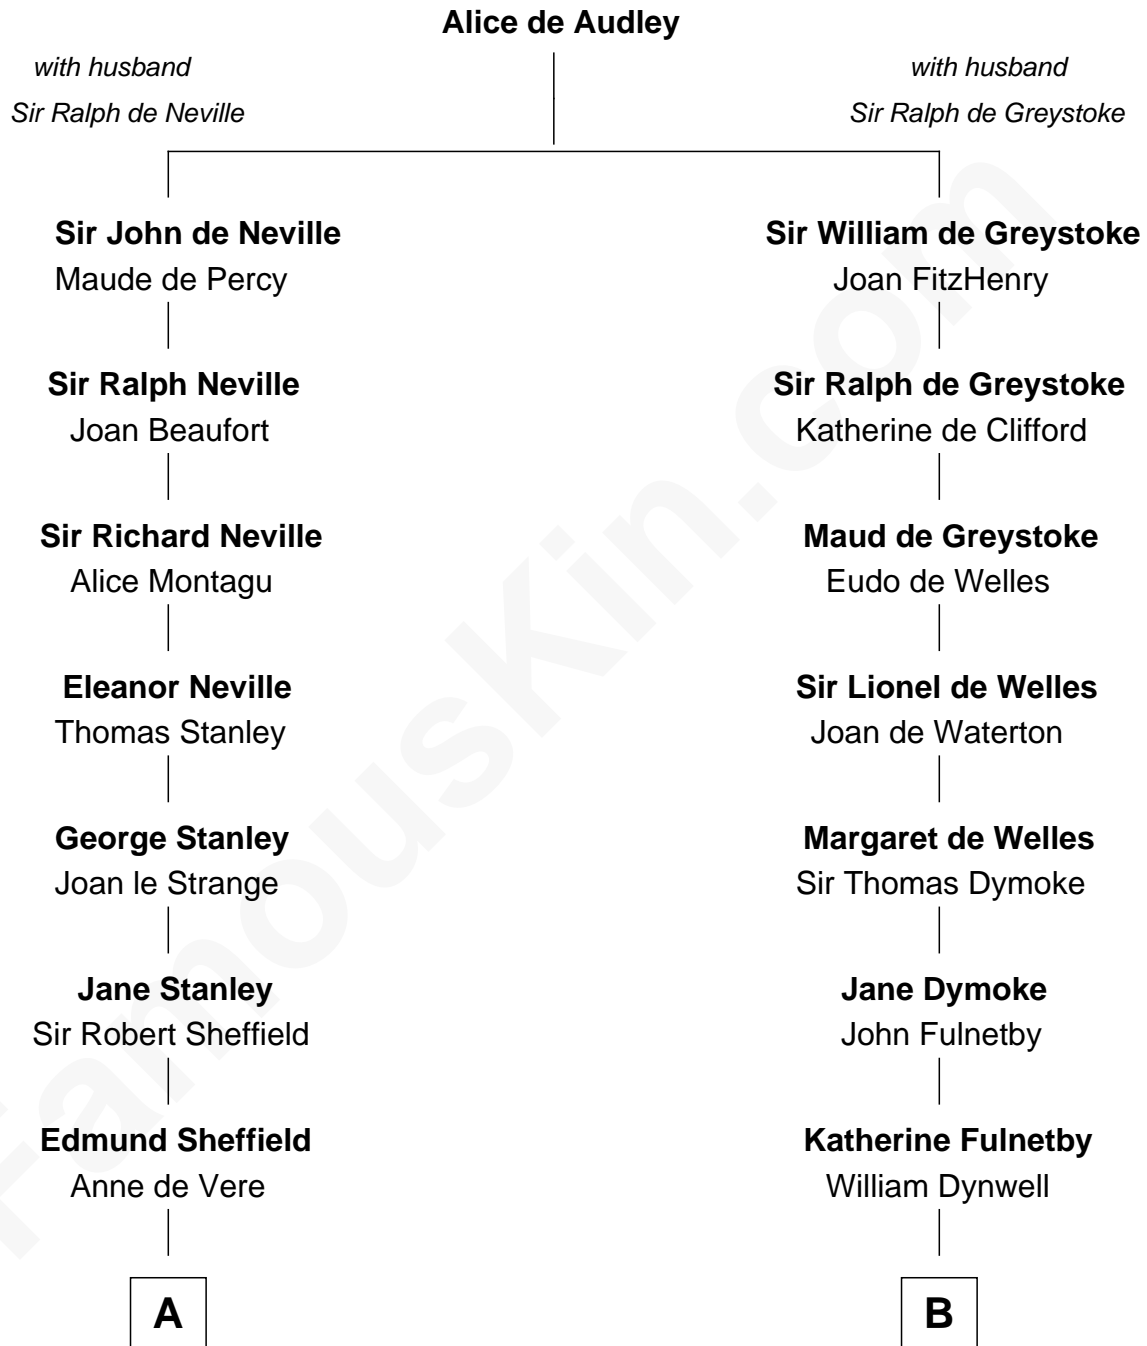 Alice de Audley
with husband
Sir Ralph de Neville
with husband
Sir Ralph de Greystoke
Sir John de Neville
Maude de Percy
Sir William de Greystoke
Joan FitzHenry
Sir Ralph Neville
Joan Beaufort
Sir Ralph de Greystoke
Katherine de Clifford
Sir Richard Neville
Alice Montagu
Maud de Greystoke
Eudo de Welles
Eleanor Neville
Thomas Stanley
Sir Lionel de Welles
Joan de Waterton
George Stanley
Joan le Strange
Margaret de Welles
Sir Thomas Dymoke
Jane Stanley
Sir Robert Sheffield
Jane Dymoke
John Fulnetby
Edmund Sheffield
Anne de Vere
Katherine Fulnetby
William Dynwell
A
B
FamousKin.com